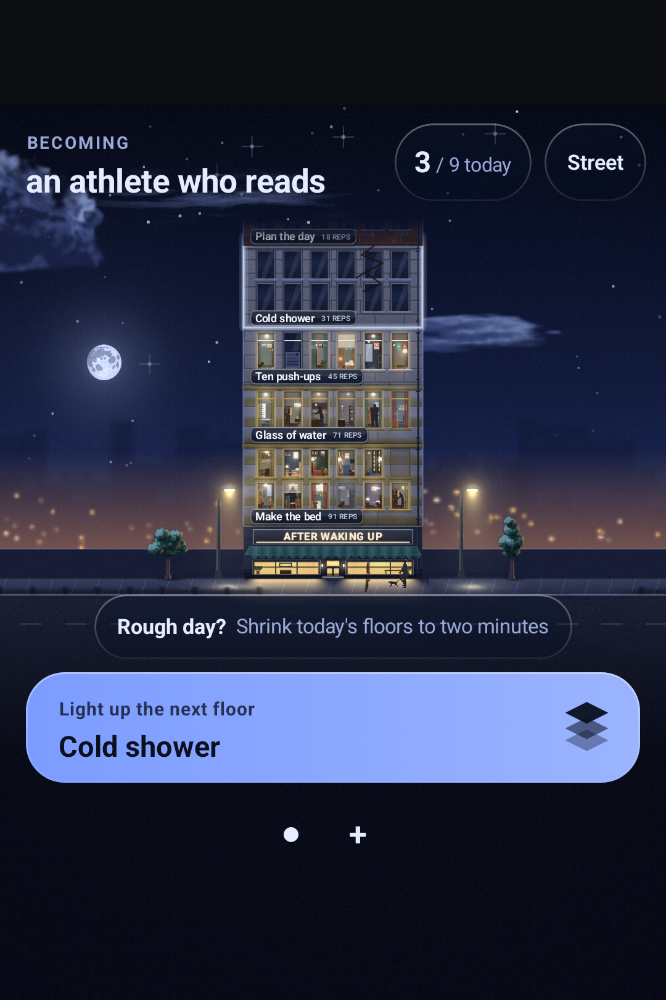 BECOMING
an athlete who reads
3 / 9 today
Street
Plan the day 18 REPS
Cold shower 31 REPS
Ten push-ups 45 REPS
Glass of water 71 REPS
Make the bed 91 REPS
AFTER WAKING UP
Rough day? Shrink today's floors to two minutes
Light up the next floor
Cold shower